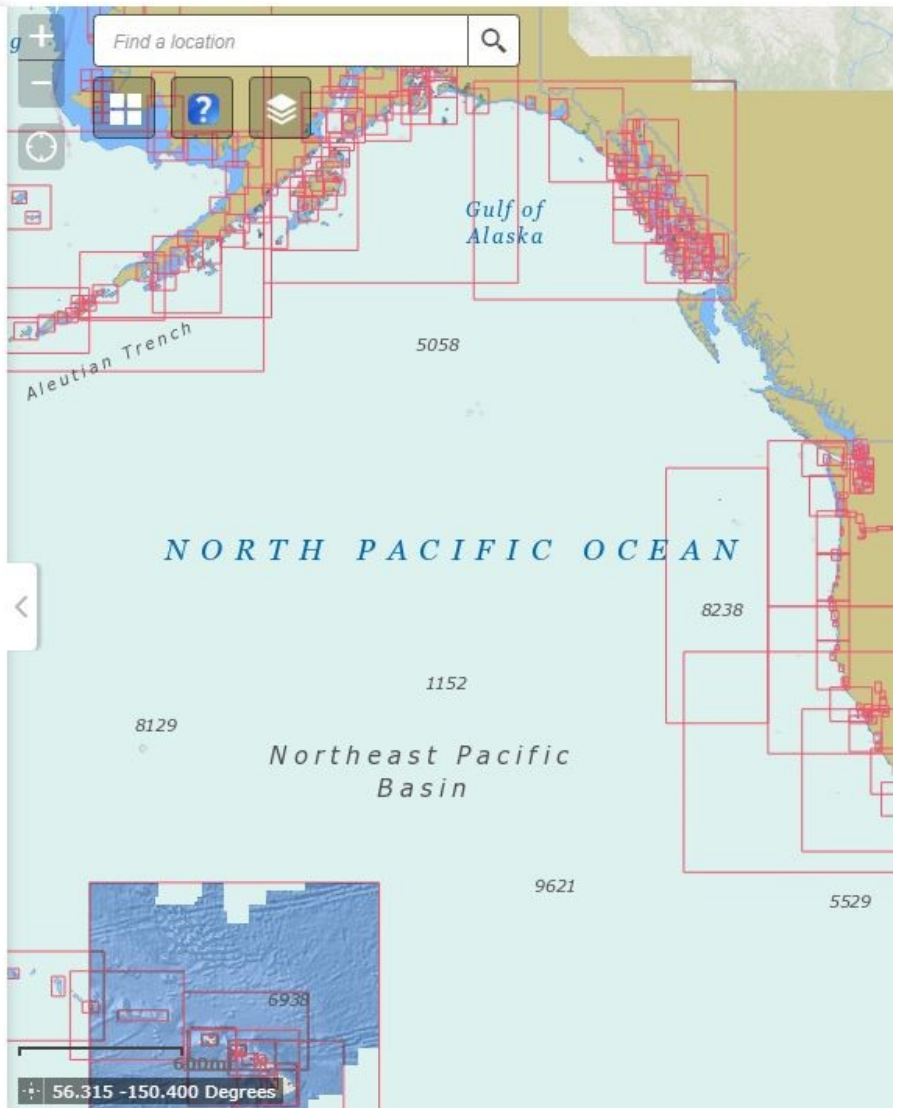 g
Find a location
?
Gulf of
Alaska
Aleutian Trench
5058
NORTH PACIFIC OCEAN
8238
1152
8129
Northeast Pacific
Basin
9621
5529
6938
600mi
56.315 -150.400 Degrees